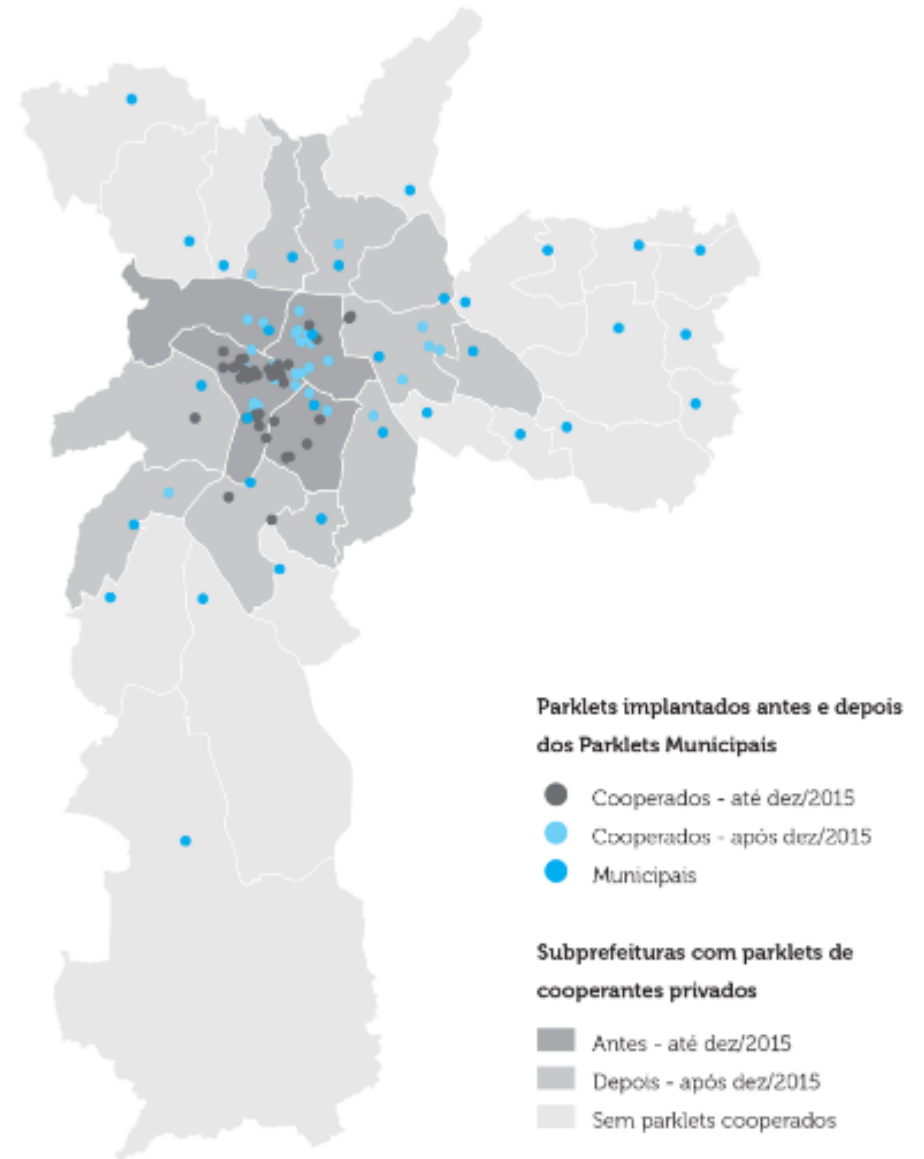 Parklets implantados antes e depois
dos Parklets Municipais
Cooperados - até dez/2015
Cooperados - após dez/2015
Municipais
Subprefeituras com parklets de
cooperantes privados
Antes - até dez/2015
Depois - após dez/2015
Sem parklets cooperados